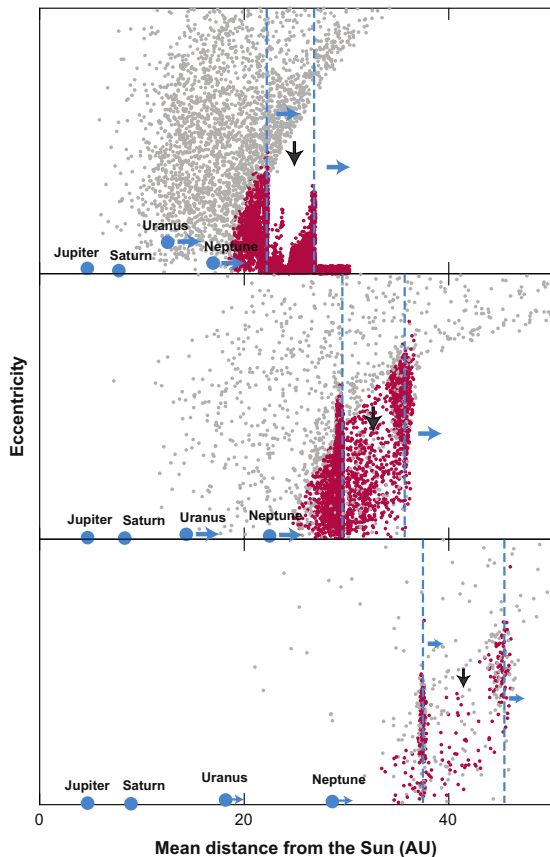 Uranus
Jupiter
Saturn
Neptune
Eccentricity
Jupiter
Saturn
Uranus
Neptune
Jupiter
Saturn
Uranus
Neptune
0
20
40
Mean distance from the Sun (AU)